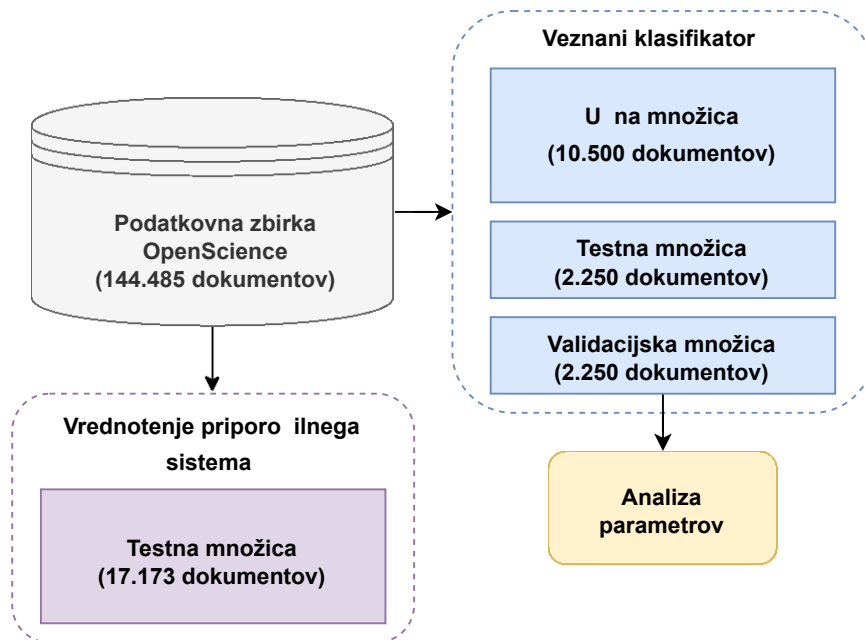 Veznani klasifikator
U na množica
(10.500 dokumentov)
Podatkovna zbirka
OpenScience
(144.485 dokumentov)
Testna množica
(2.250 dokumentov)
Validacijska množica
(2.250 dokumentov)
Vrednotenje priporo ilnega
sistema
Testna množica
(17.173 dokumentov)
Analiza
parametrov